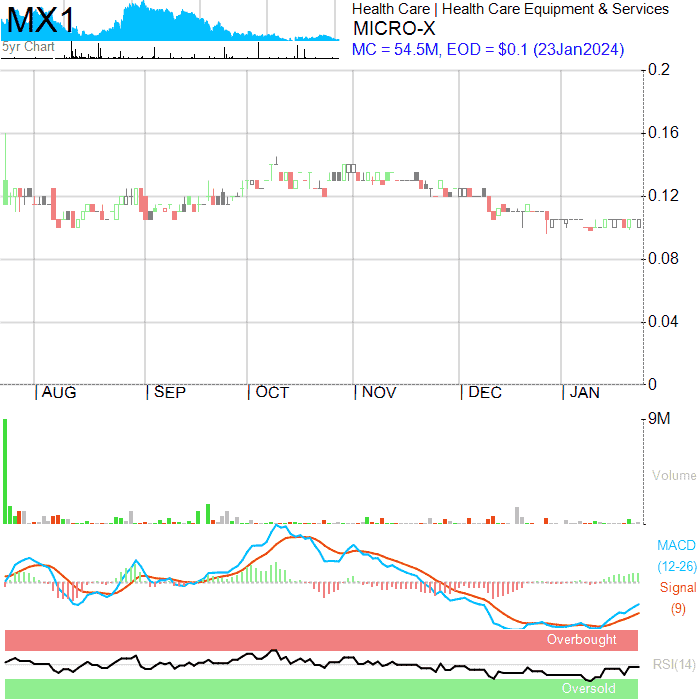 MX1
5yr Chart
Health Care | Health Care Equipment & Services
MICRO-X
MC = 54.5M, EOD = $0.1 (23Jan2024)
0.2
0.16
0.12
0.08
0.04
0
AUG
SEP
OCT
NOV
DEC
JAN
9M
Volume
MACD
(12-26)
Signal
(9)
Overbought
RSI(14)
Oversold